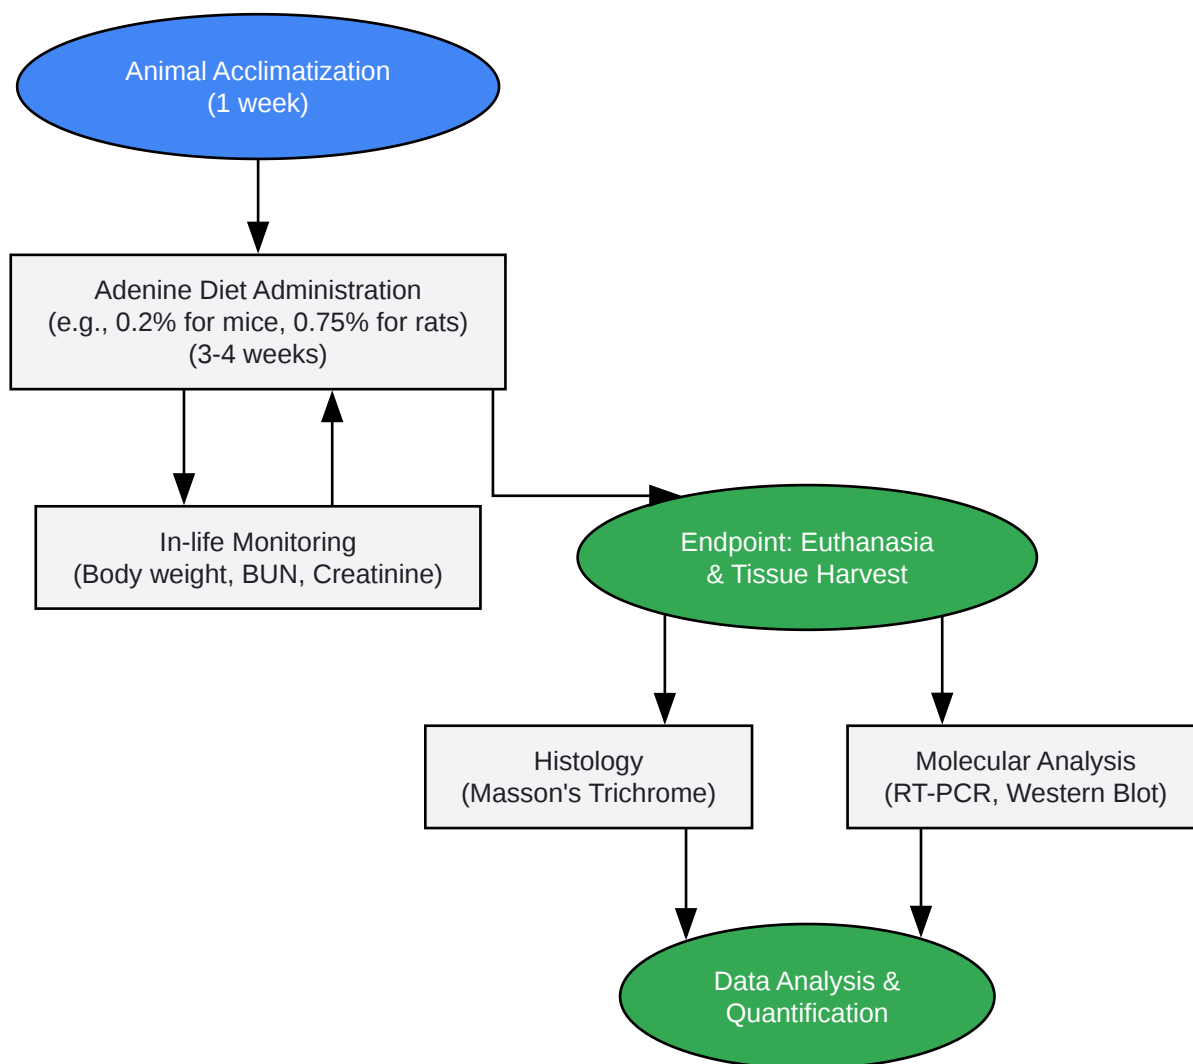 Animal Acclimatization
(1 week)
Adenine Diet Administration
(e.g., 0.2% for mice, 0.75% for rats)
(3-4 weeks)
In-life Monitoring
(Body weight, BUN, Creatinine)
Endpoint: Euthanasia
& Tissue Harvest
Histology
(Masson's Trichrome)
Molecular Analysis
(RT-PCR, Western Blot)
Data Analysis &
Quantification